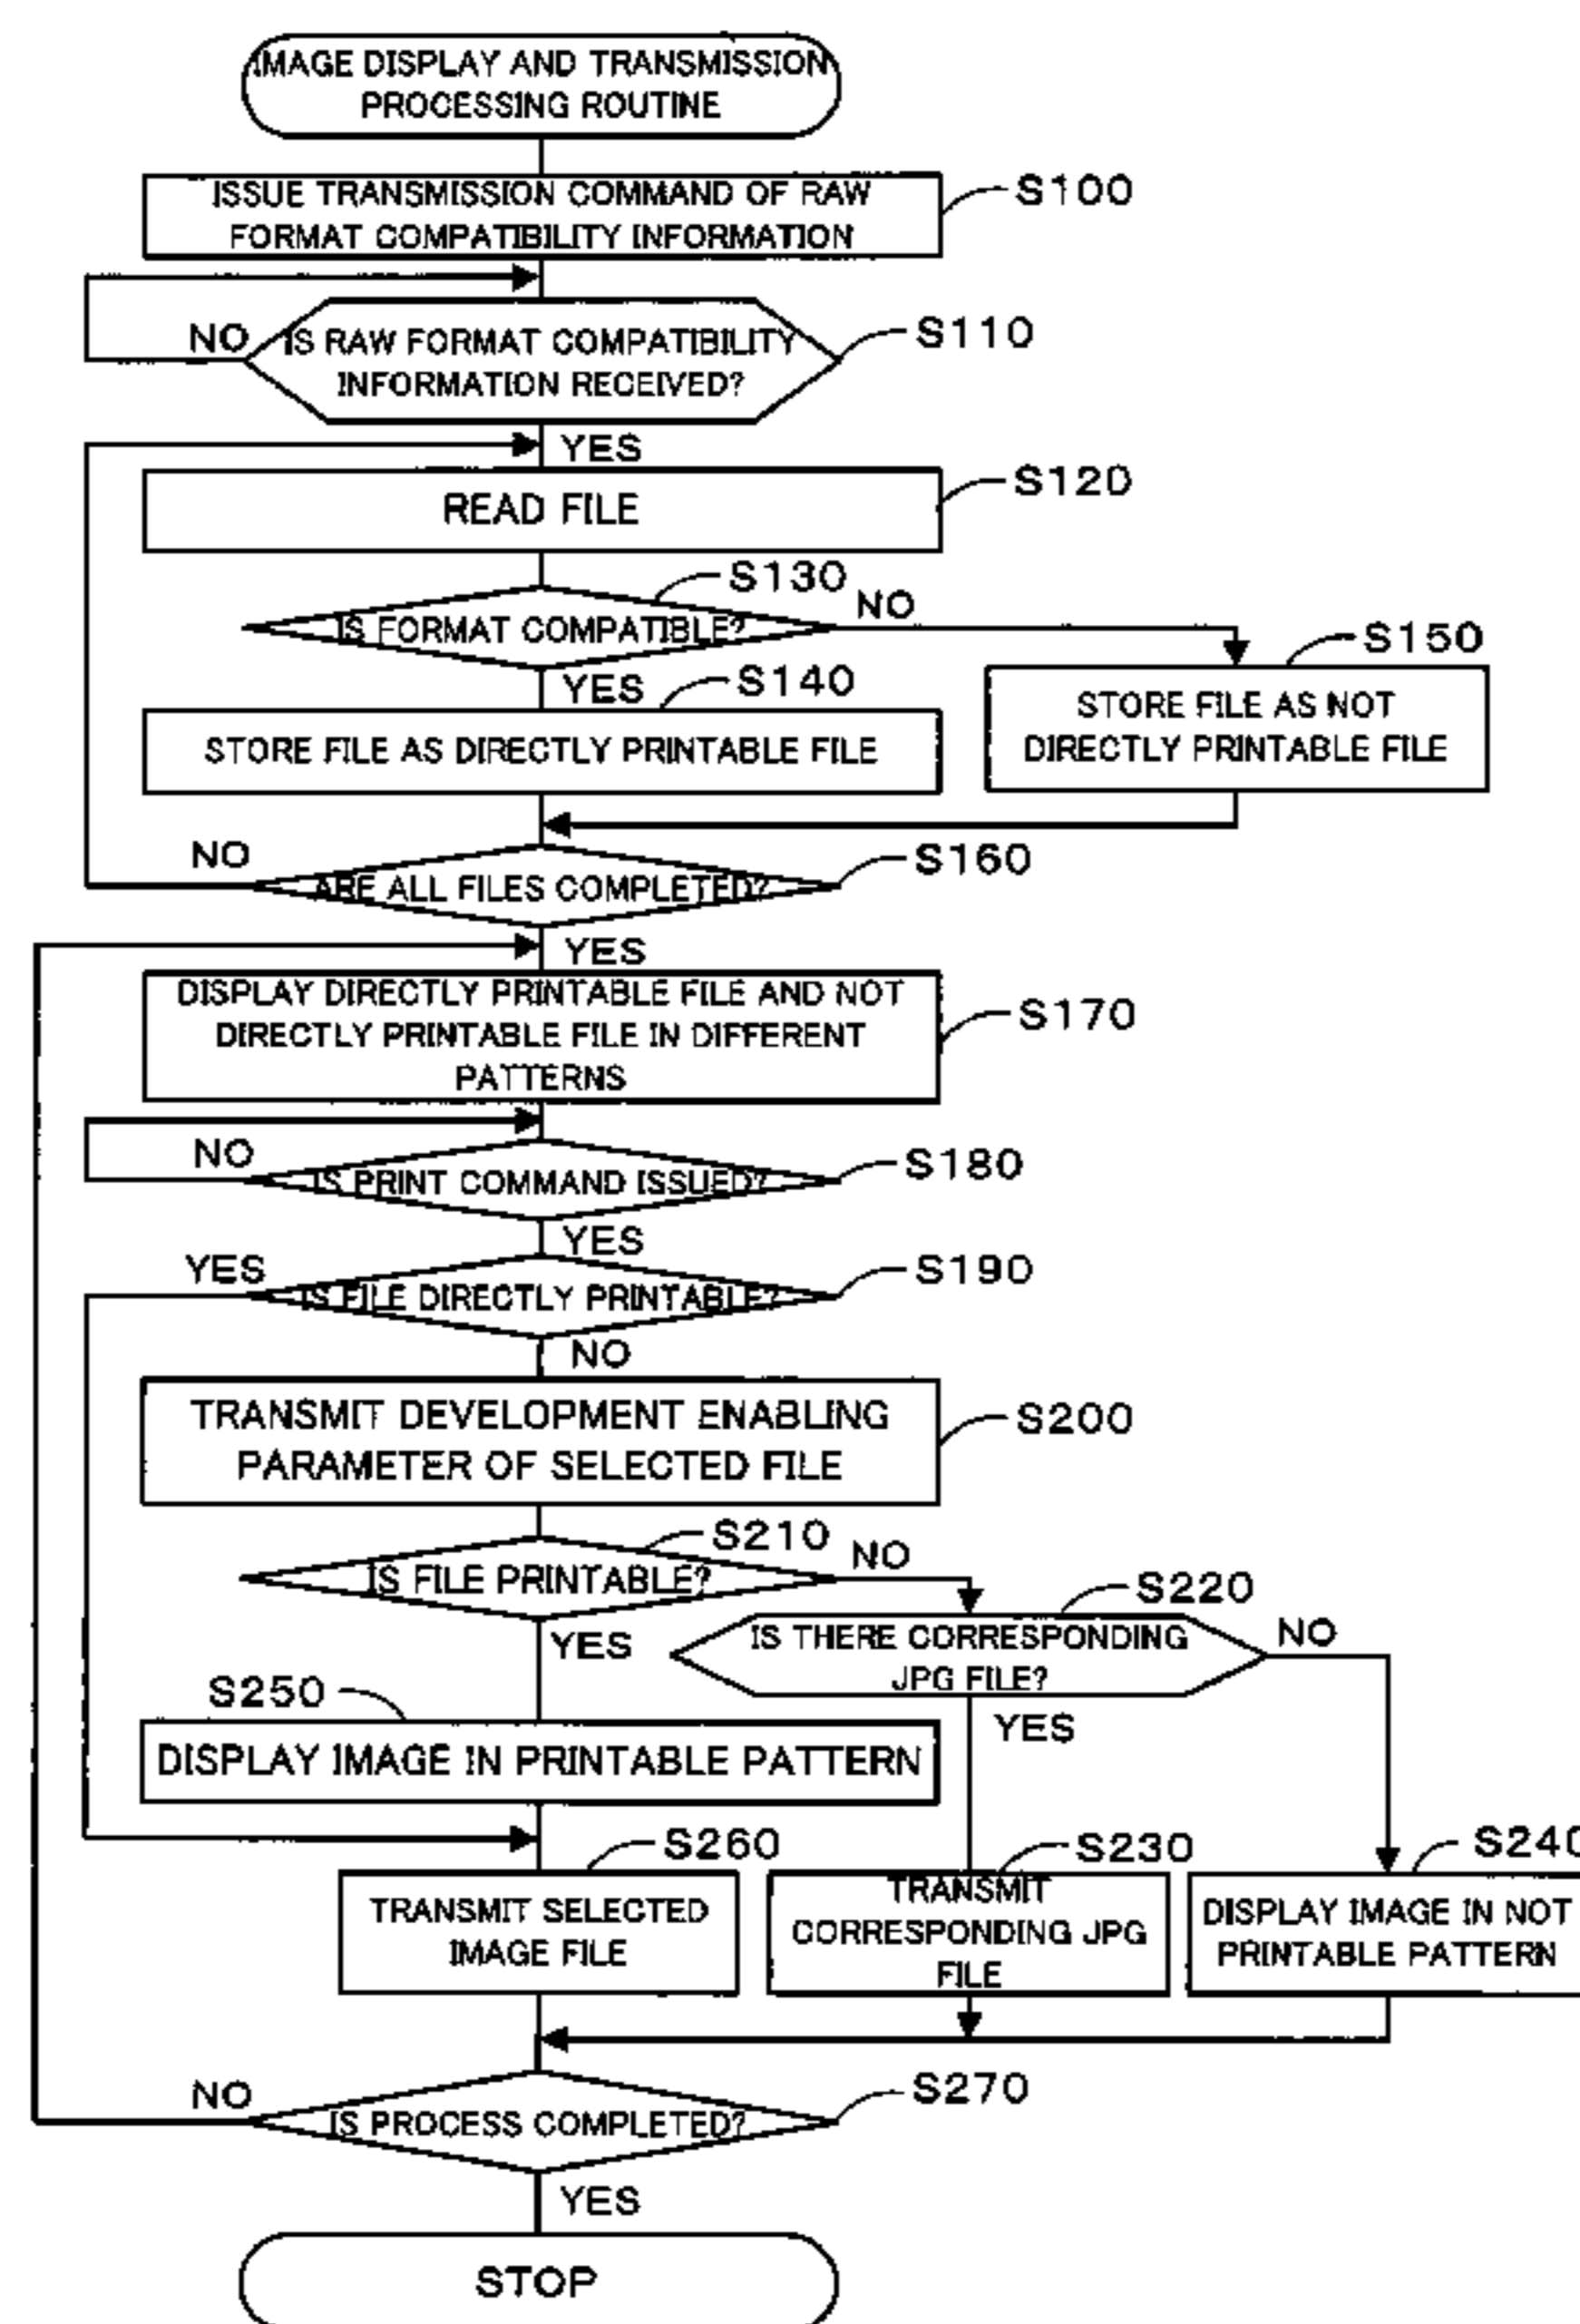 IMAGE DISPLAY AND TRANSMISSION
PROCESSING ROUTINE
ISSUE TRANSMISSION COMMAND OF RAW
FORMAT COMPATIBILITY INFORMATION
S100
NO
IS RAW FORMAT COMPATIBILITY
INFORMATION RECEIVED?
S110
YES
READ FILE
S120
S130
IS FORMAT COMPATIBLE?
NO
YES
S140
S150
STORE FILE AS DIRECTLY PRINTABLE FILE
STORE FILE AS NOT
DIRECTLY PRINTABLE FILE
NO
ARE ALL FILES COMPLETED?
S160
YES
DISPLAY DIRECTLY PRINTABLE FILE AND NOT
DIRECTLY PRINTABLE FILE IN DIFFERENT
PATTERNS
S170
NO
IS PRINT COMMAND ISSUED?
S180
YES
YES
IS FILE DIRECTLY PRINTABLE?
S190
NO
TRANSMIT DEVELOPMENT ENABLING
PARAMETER OF SELECTED FILE
S200
S210
IS FILE PRINTABLE?
NO
S220
YES
IS THERE CORRESPONDING
JPG FILE?
NO
S250
YES
DISPLAY IMAGE IN PRINTABLE PATTERN
S260
S230
S240
TRANSMIT SELECTED
IMAGE FILE
TRANSMIT
CORRESPONDING JPG
FILE
DISPLAY IMAGE IN NOT
PRINTABLE PATTERN
NO
IS PROCESS COMPLETED?
S270
YES
STOP